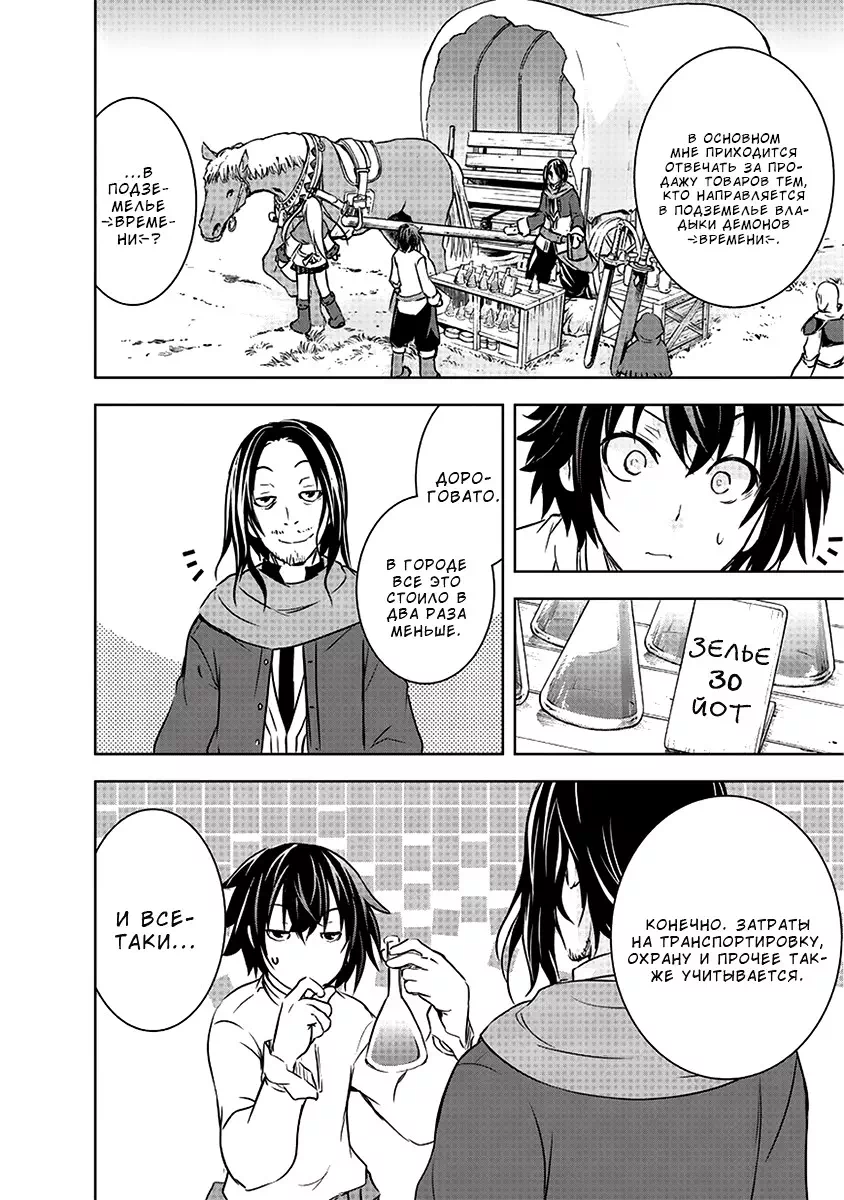 В ОСНОВНОМ
МНЕ ПРИХОДИТСЯ
ОТВЕЧАТЬ ЗА ПРО-
ДАЖУ ТОВАРОВ ТЕМ,
КТО НАПРАВЛЯЕТСЯ
В ПОДЗЕМЕЛЬЕ ВЛА-
ДЫКИ ДЕМОНОВ
⊰ВРЕМЕНИ⊱.
...В
ПОДЗЕ-
МЕЛЬЕ
⊰ВРЕМЕ-
НИ⊱?
ЗЕЛЬЕ
30
ЙОТ
ДОРО-
ГОВАТО.
В ГОРОДЕ
ВСЕ ЭТО
СТОИЛО В
ДВА РАЗА
МЕНЬШЕ.
КОНЕЧНО. ЗАТРАТЫ
НА ТРАНСПОРТИРОВКУ,
ОХРАНУ И ПРОЧЕЕ ТАК-
ЖЕ УЧИТЫВАЕТСЯ.
И ВСЕ-
ТАКИ...